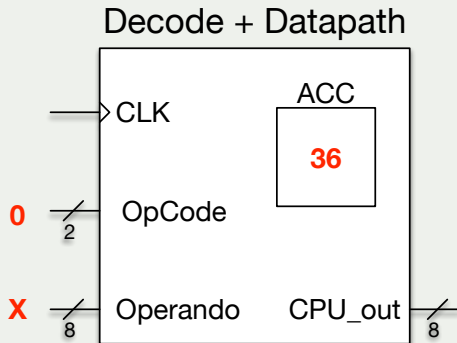 Decode + Datapath
CLK
ACC
36
0
2
OpCode
X
8
Operando
CPU_out
8